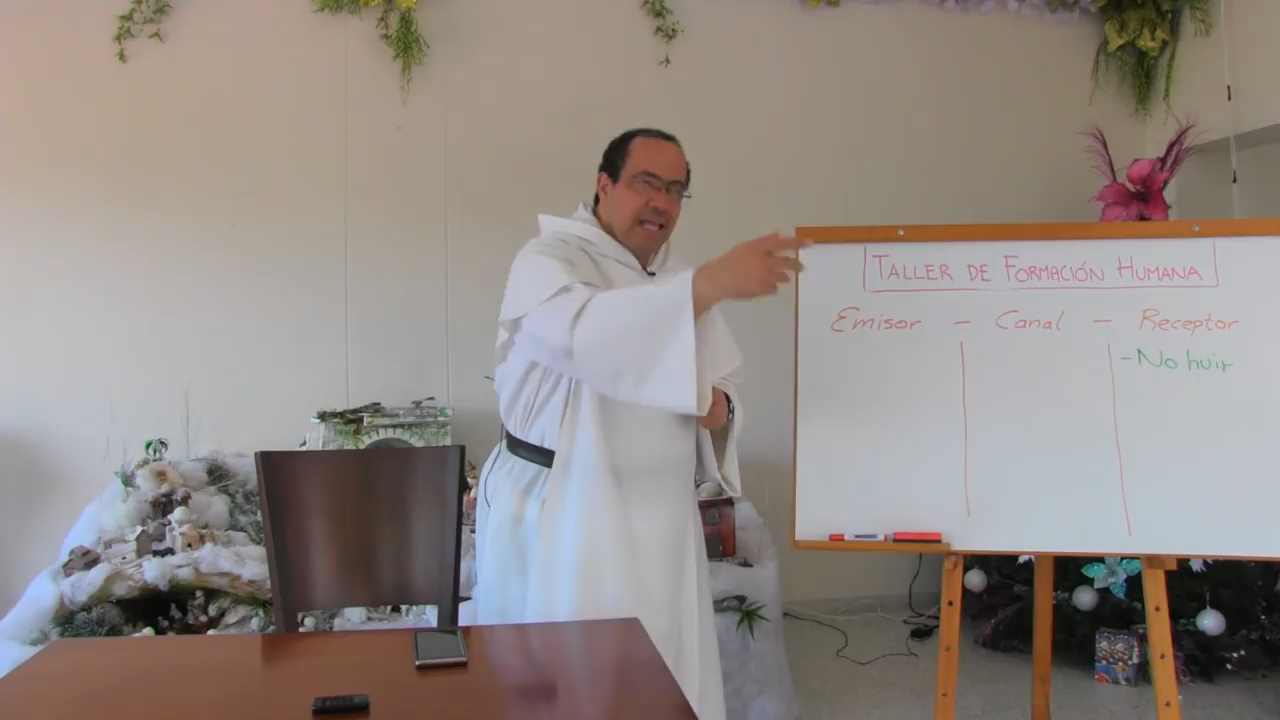 TALLER DE FORMACIÓN HUMANA
Emisor - Canal - Receptor
- No huir